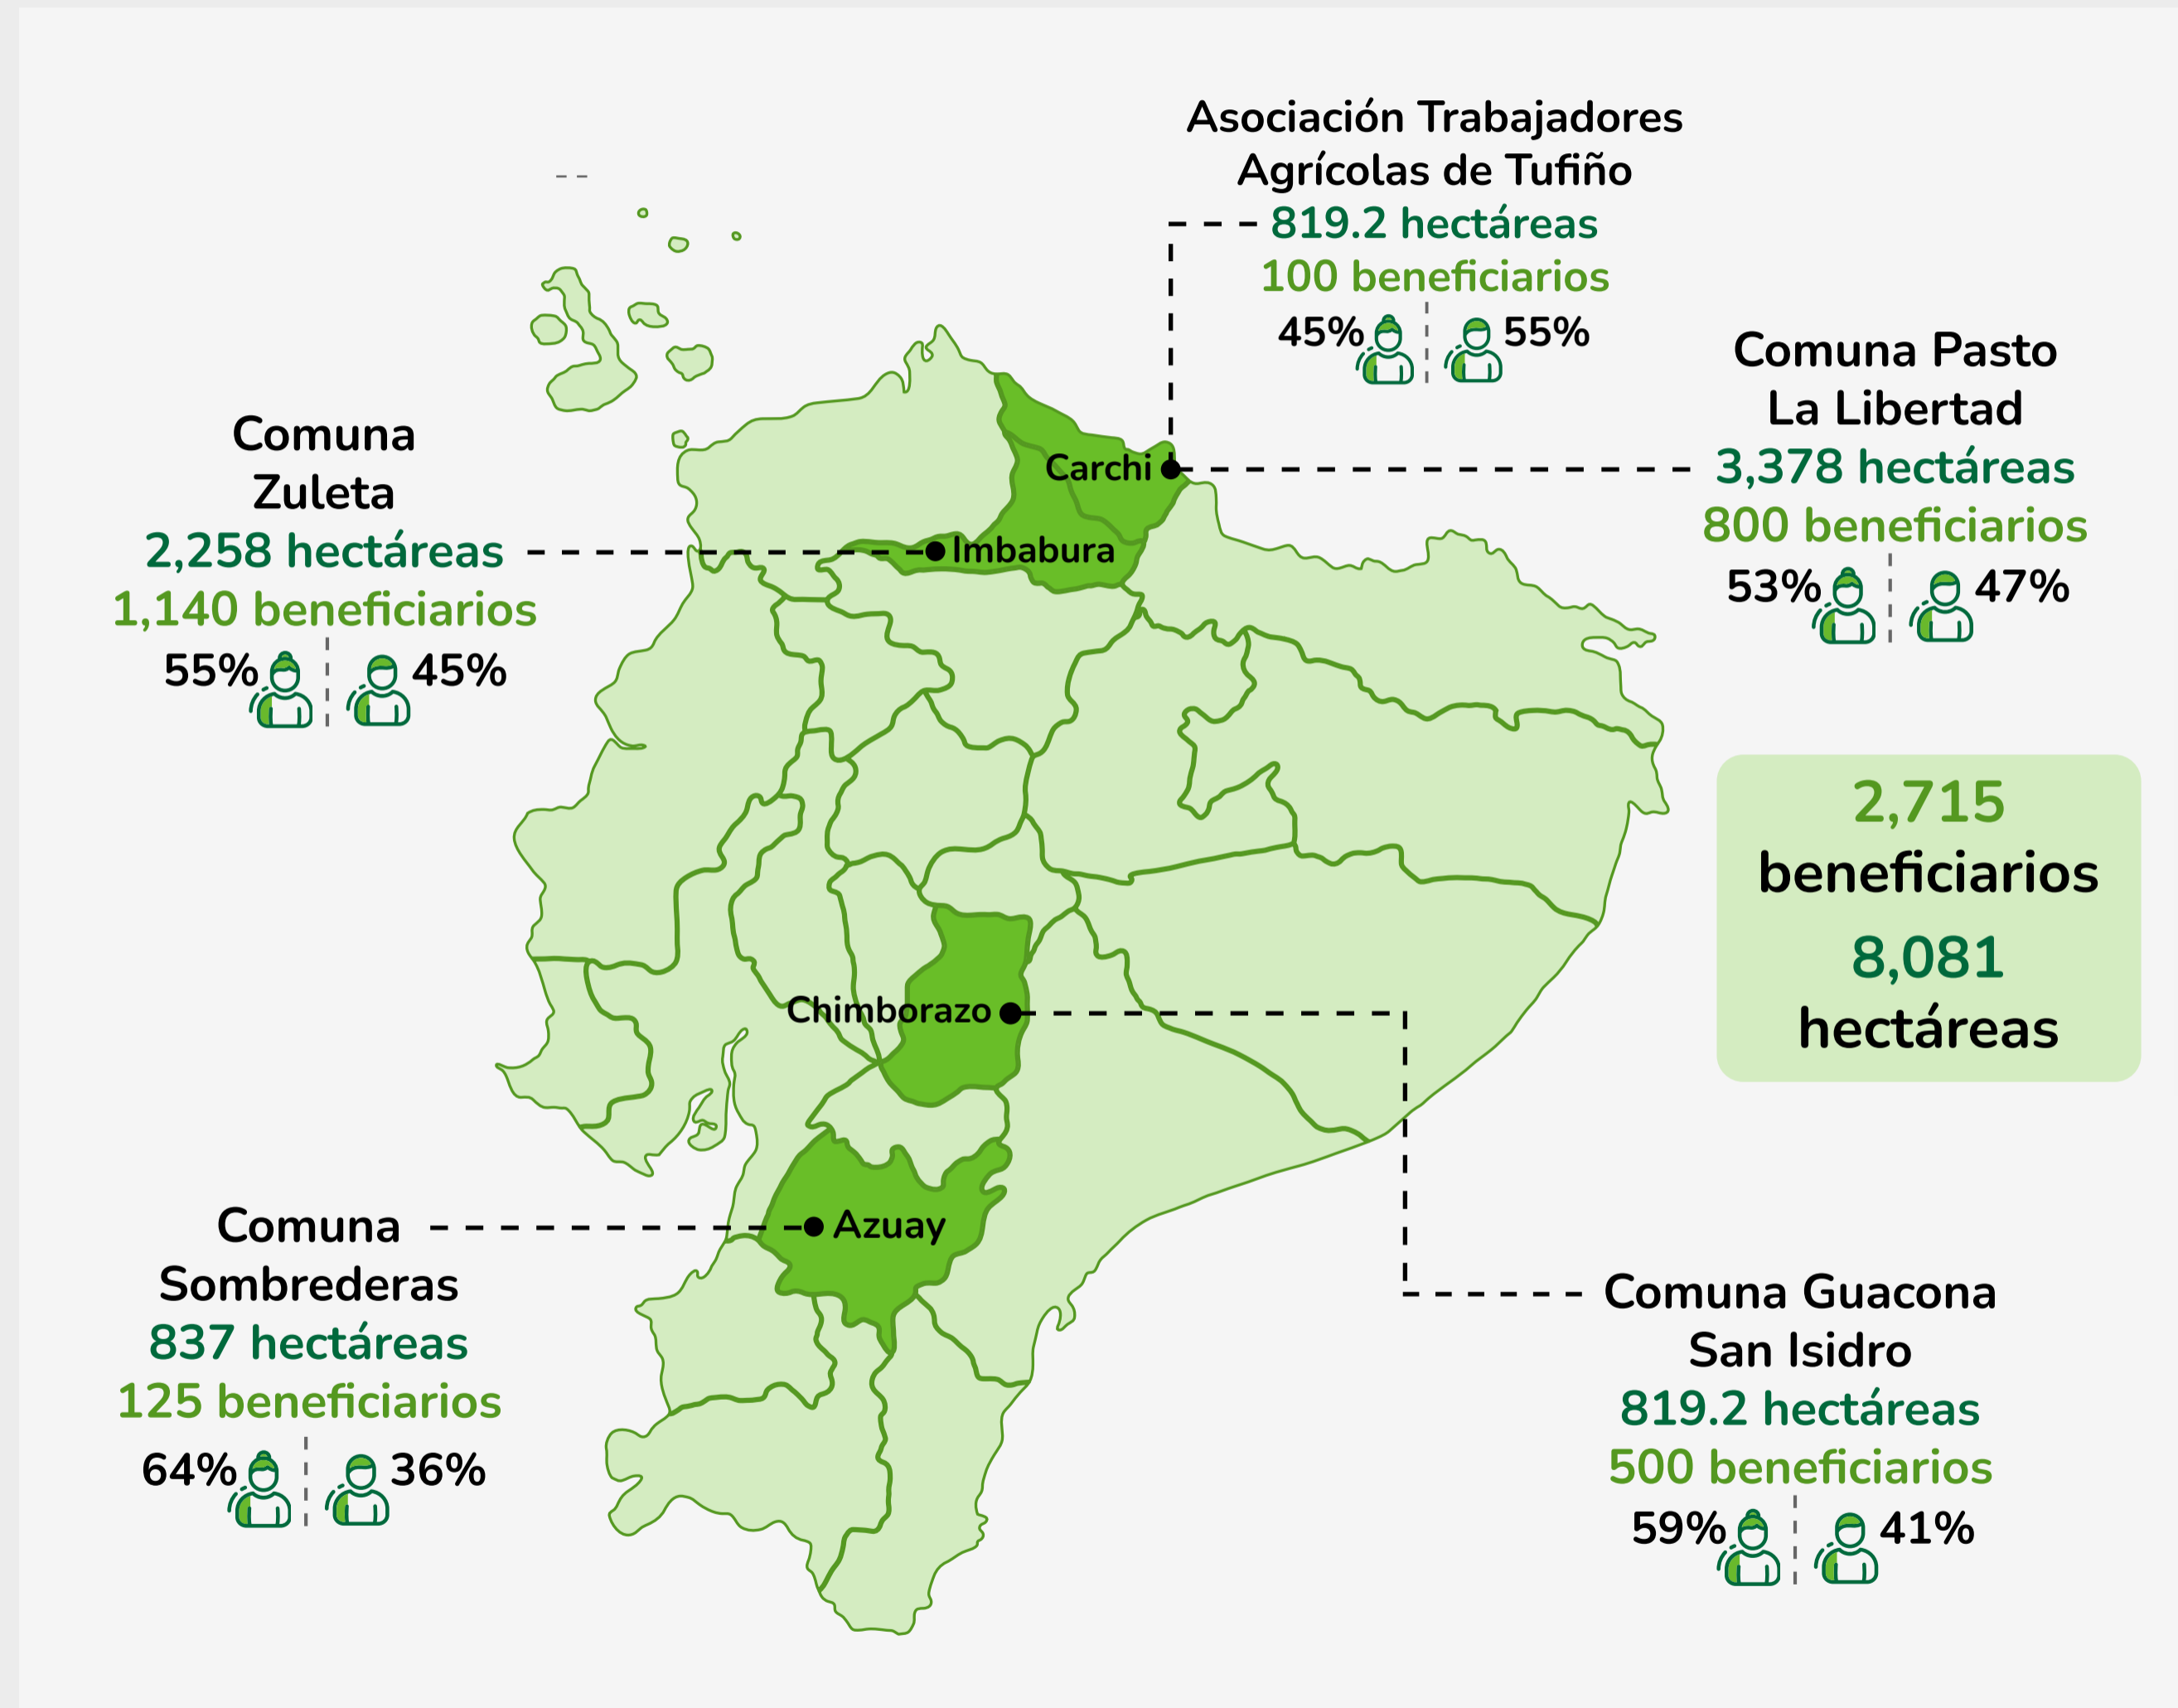 Asociación Trabajadores
Agrícolas de Tufiño
819.2 hectáreas
100 beneficiarios
45% 55%
Comuna Pasto
La Libertad
3,378 hectáreas
800 beneficiarios
53% 47%
Comuna
Zuleta
2,258 hectáreas
1,140 beneficiarios
55% 45%
Carchi
Imbabura
Chimborazo
Azuay
2,715
beneficiarios
8,081
hectáreas
Comuna
Sombrederas
837 hectáreas
125 beneficiarios
64% 36%
Comuna Guacona
San Isidro
819.2 hectáreas
500 beneficiarios
59% 41%